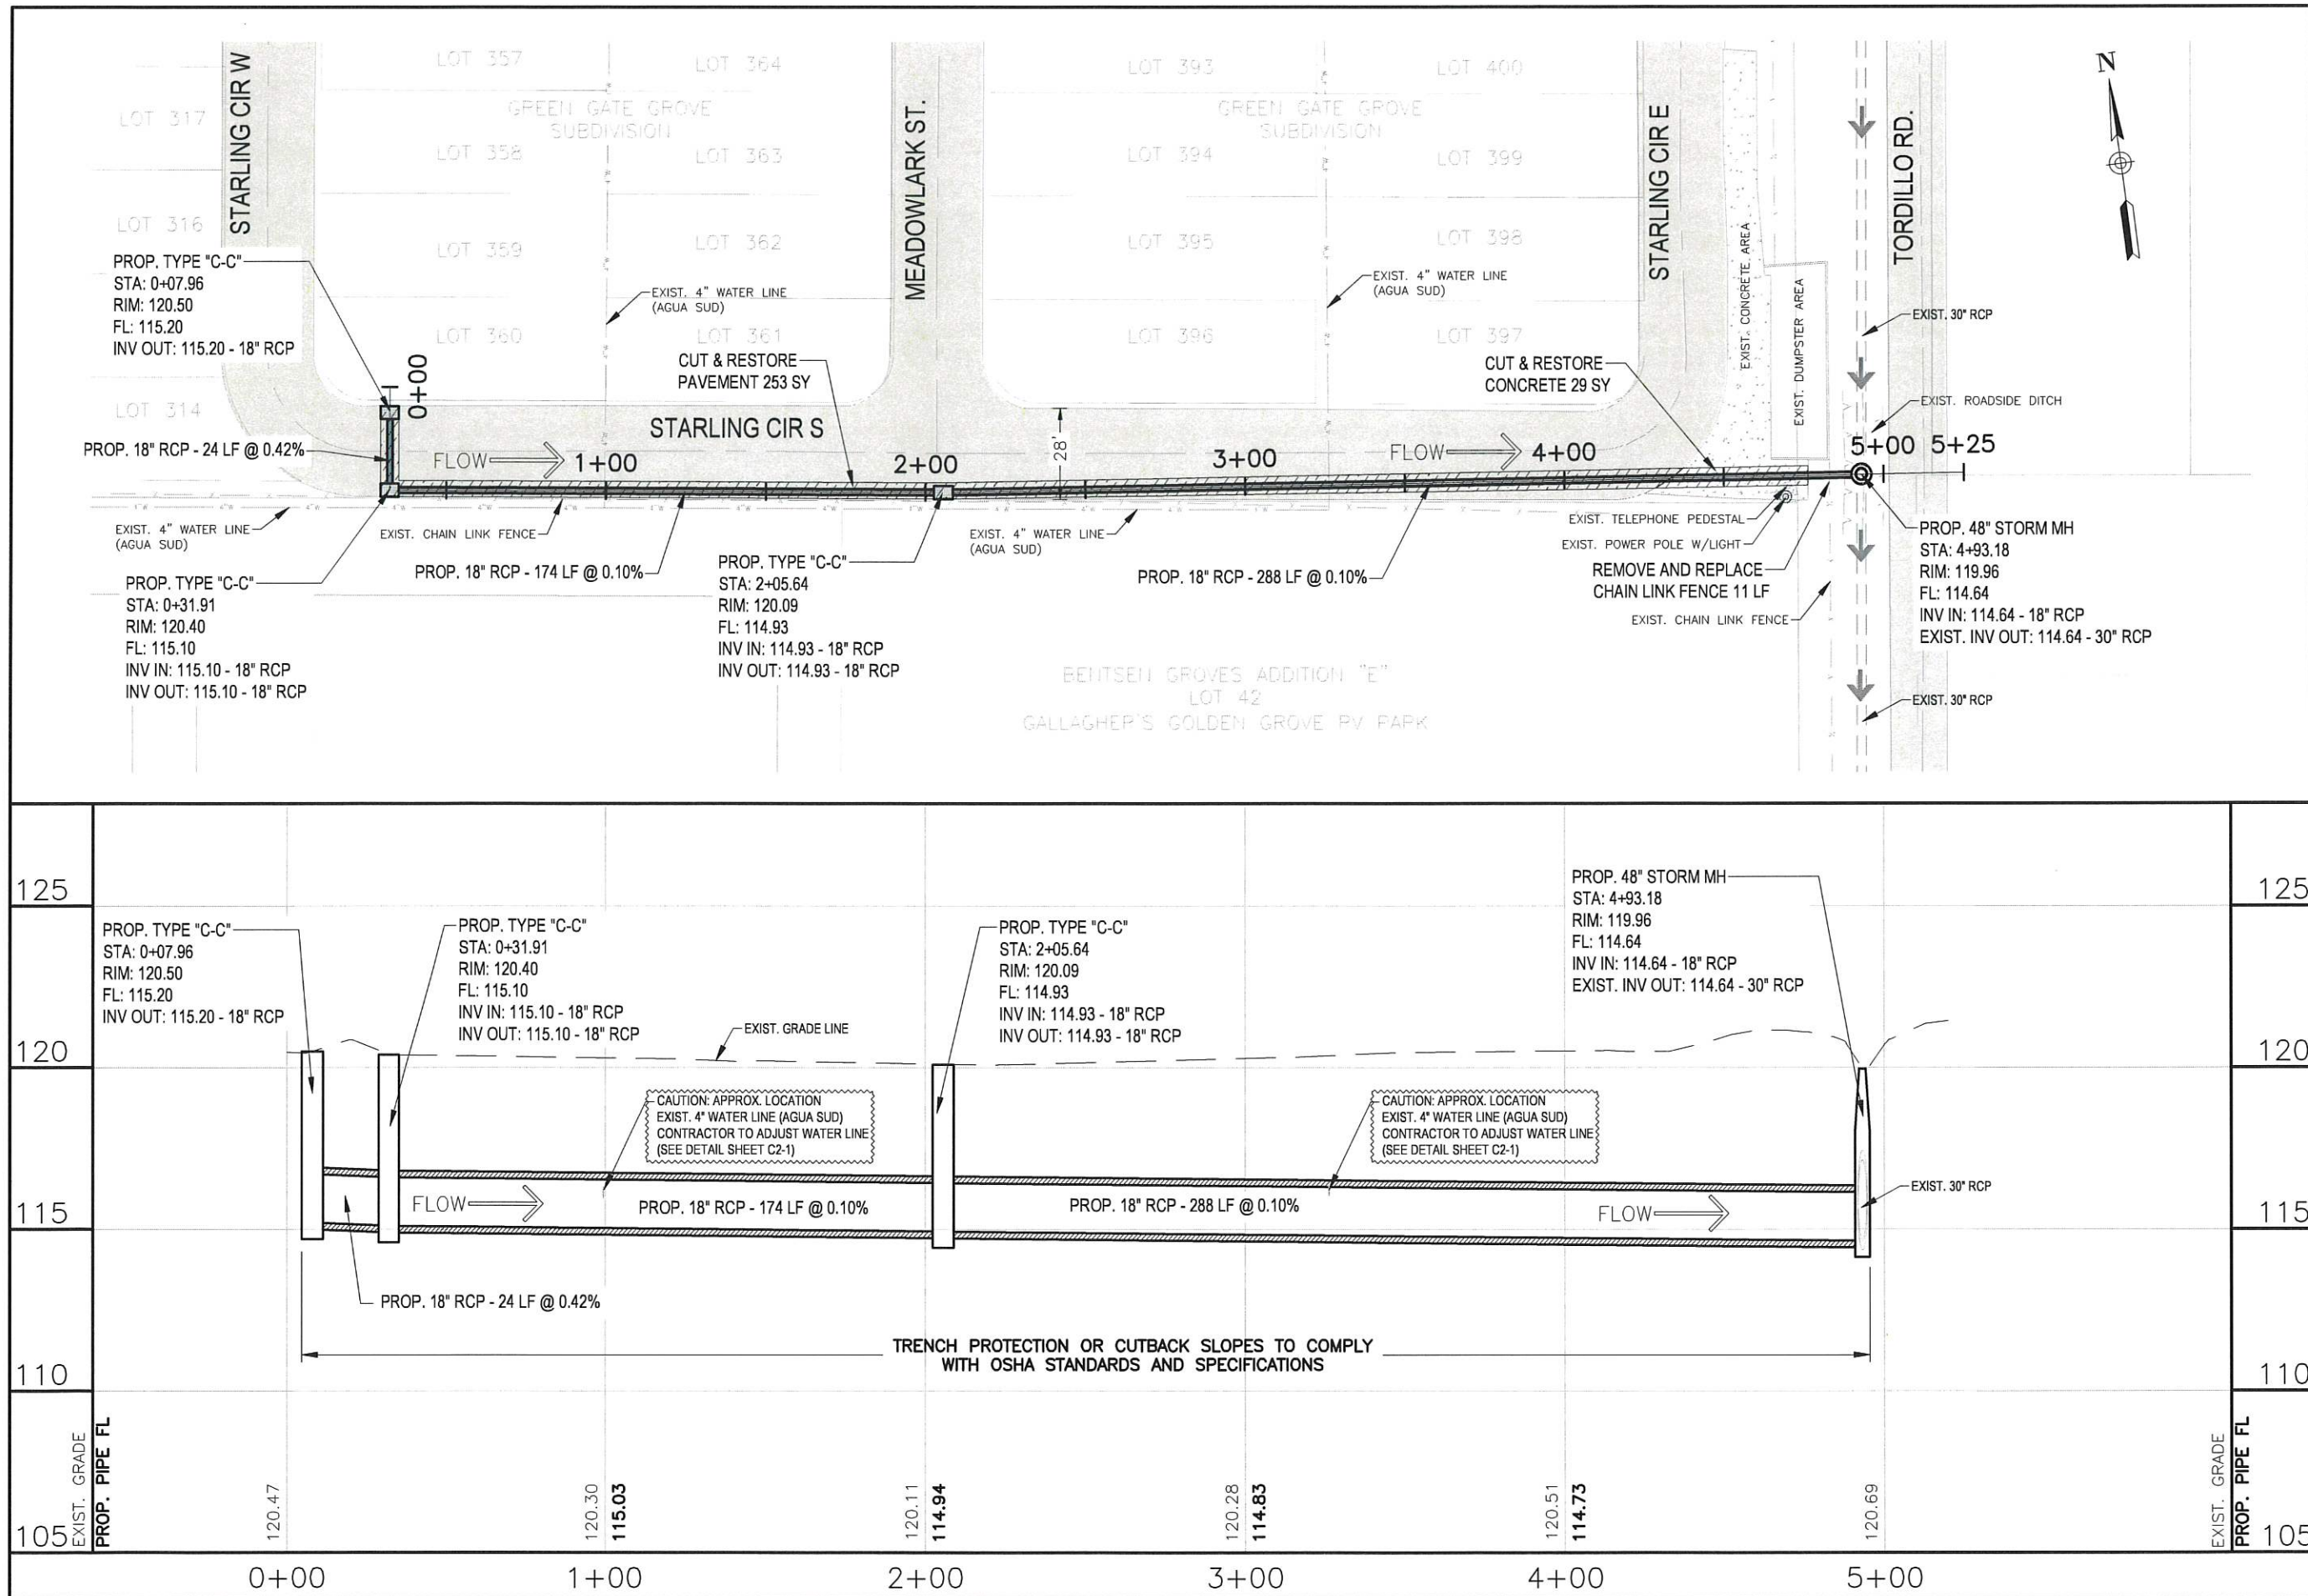 LOT 357
LOT 364
LOT 393
LOT 400
N
LOT 317
STARLING CIR W
GREEN GATE GROVE
SUBDIVISION
MEADOWLARK ST.
GREEN GATE GROVE
SUBDIVISION
STARLING CIR E
TORDILLO RD.
LOT 358
LOT 363
LOT 394
LOT 399
LOT 316
LOT 359
LOT 362
LOT 395
LOT 398
EXIST. CONCRETE AREA
EXIST. DUMPSTER AREA
PROP. TYPE "C-C"
STA: 0+07.96
RIM: 120.50
FL: 115.20
INV OUT: 115.20 - 18" RCP
EXIST. 4" WATER LINE
(AGUA SUD)
EXIST. 4" WATER LINE
(AGUA SUD)
EXIST. 30" RCP
LOT 360
LOT 361
LOT 396
LOT 397
0+00
CUT & RESTORE
PAVEMENT 253 SY
CUT & RESTORE
CONCRETE 29 SY
EXIST. ROADSIDE DITCH
LOT 314
STARLING CIR S
28'
PROP. 18" RCP - 24 LF @ 0.42%
FLOW
1+00
2+00
3+00
FLOW
4+00
5+00
5+25
EXIST. 4" WATER LINE
(AGUA SUD)
EXIST. CHAIN LINK FENCE
EXIST. 4" WATER LINE
(AGUA SUD)
EXIST. TELEPHONE PEDESTAL
EXIST. POWER POLE W/LIGHT
REMOVE AND REPLACE
CHAIN LINK FENCE 11 LF
EXIST. CHAIN LINK FENCE
PROP. 48" STORM MH
STA: 4+93.18
RIM: 119.96
FL: 114.64
INV IN: 114.64 - 18" RCP
EXIST. INV OUT: 114.64 - 30" RCP
PROP. TYPE "C-C"
STA: 0+31.91
RIM: 120.40
FL: 115.10
INV IN: 115.10 - 18" RCP
INV OUT: 115.10 - 18" RCP
PROP. 18" RCP - 174 LF @ 0.10%
PROP. TYPE "C-C"
STA: 2+05.64
RIM: 120.09
FL: 114.93
INV IN: 114.93 - 18" RCP
INV OUT: 114.93 - 18" RCP
PROP. 18" RCP - 288 LF @ 0.10%
BENTSEN GROVES ADDITION "E"
LOT 42
GALLAGHER'S GOLDEN GROVE RV PARK
EXIST. 30" RCP
125
125
PROP. TYPE "C-C"
STA: 0+07.96
RIM: 120.50
FL: 115.20
INV OUT: 115.20 - 18" RCP
PROP. TYPE "C-C"
STA: 0+31.91
RIM: 120.40
FL: 115.10
INV IN: 115.10 - 18" RCP
INV OUT: 115.10 - 18" RCP
EXIST. GRADE LINE
PROP. TYPE "C-C"
STA: 2+05.64
RIM: 120.09
FL: 114.93
INV IN: 114.93 - 18" RCP
INV OUT: 114.93 - 18" RCP
PROP. 48" STORM MH
STA: 4+93.18
RIM: 119.96
FL: 114.64
INV IN: 114.64 - 18" RCP
EXIST. INV OUT: 114.64 - 30" RCP
120
120
CAUTION: APPROX. LOCATION
EXIST. 4" WATER LINE (AGUA SUD)
CONTRACTOR TO ADJUST WATER LINE
(SEE DETAIL SHEET C2-1)
CAUTION: APPROX. LOCATION
EXIST. 4" WATER LINE (AGUA SUD)
CONTRACTOR TO ADJUST WATER LINE
(SEE DETAIL SHEET C2-1)
EXIST. 30" RCP
115
FLOW
PROP. 18" RCP - 174 LF @ 0.10%
PROP. 18" RCP - 288 LF @ 0.10%
FLOW
115
PROP. 18" RCP - 24 LF @ 0.42%
TRENCH PROTECTION OR CUTBACK SLOPES TO COMPLY
WITH OSHA STANDARDS AND SPECIFICATIONS
110
110
EXIST. GRADE
PROP. PIPE FL
120.47
120.30
115.03
120.11
114.94
120.28
114.83
120.51
114.73
120.69
EXIST. GRADE
PROP. PIPE FL
105
105
0+00
1+00
2+00
3+00
4+00
5+00